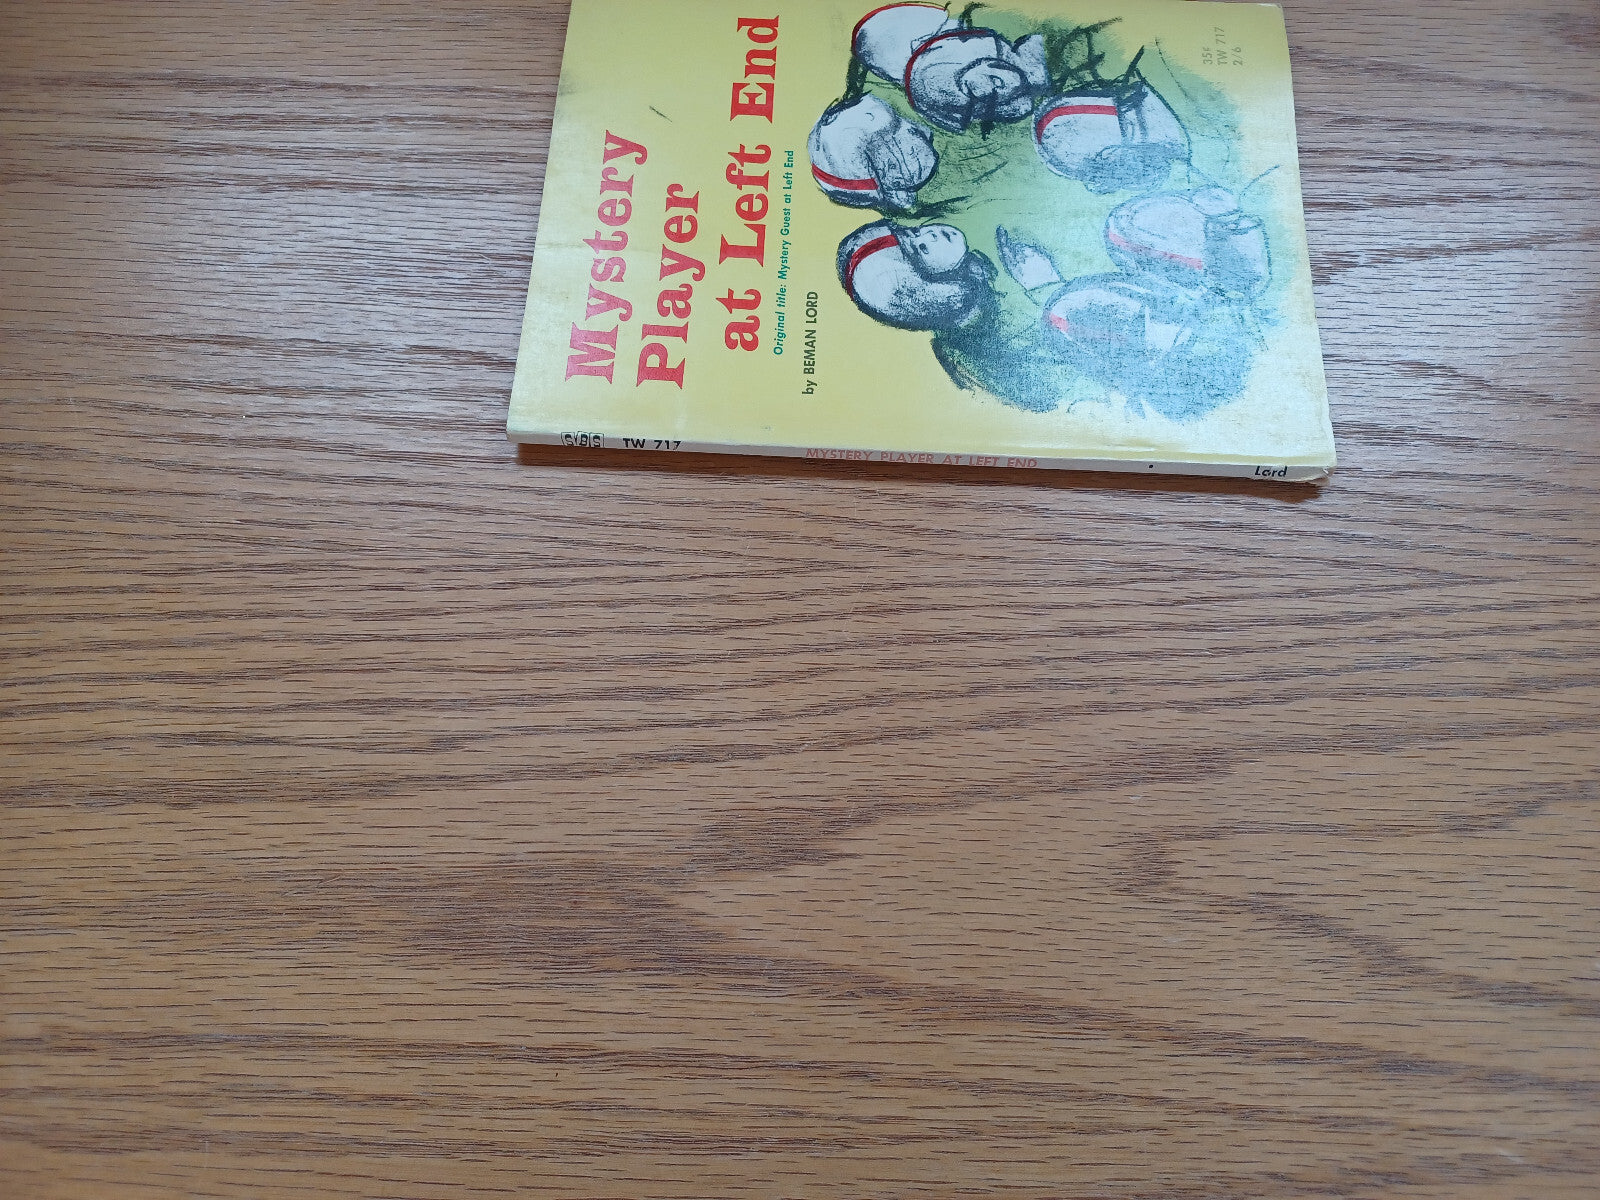 Mystery
Player
at Left End
Original title: Mystery Guest at Left End
by BEMAN LORD
35¢
TW 717
2/6
SBS TW 717 MYSTERY PLAYER AT LEFT END • Lord